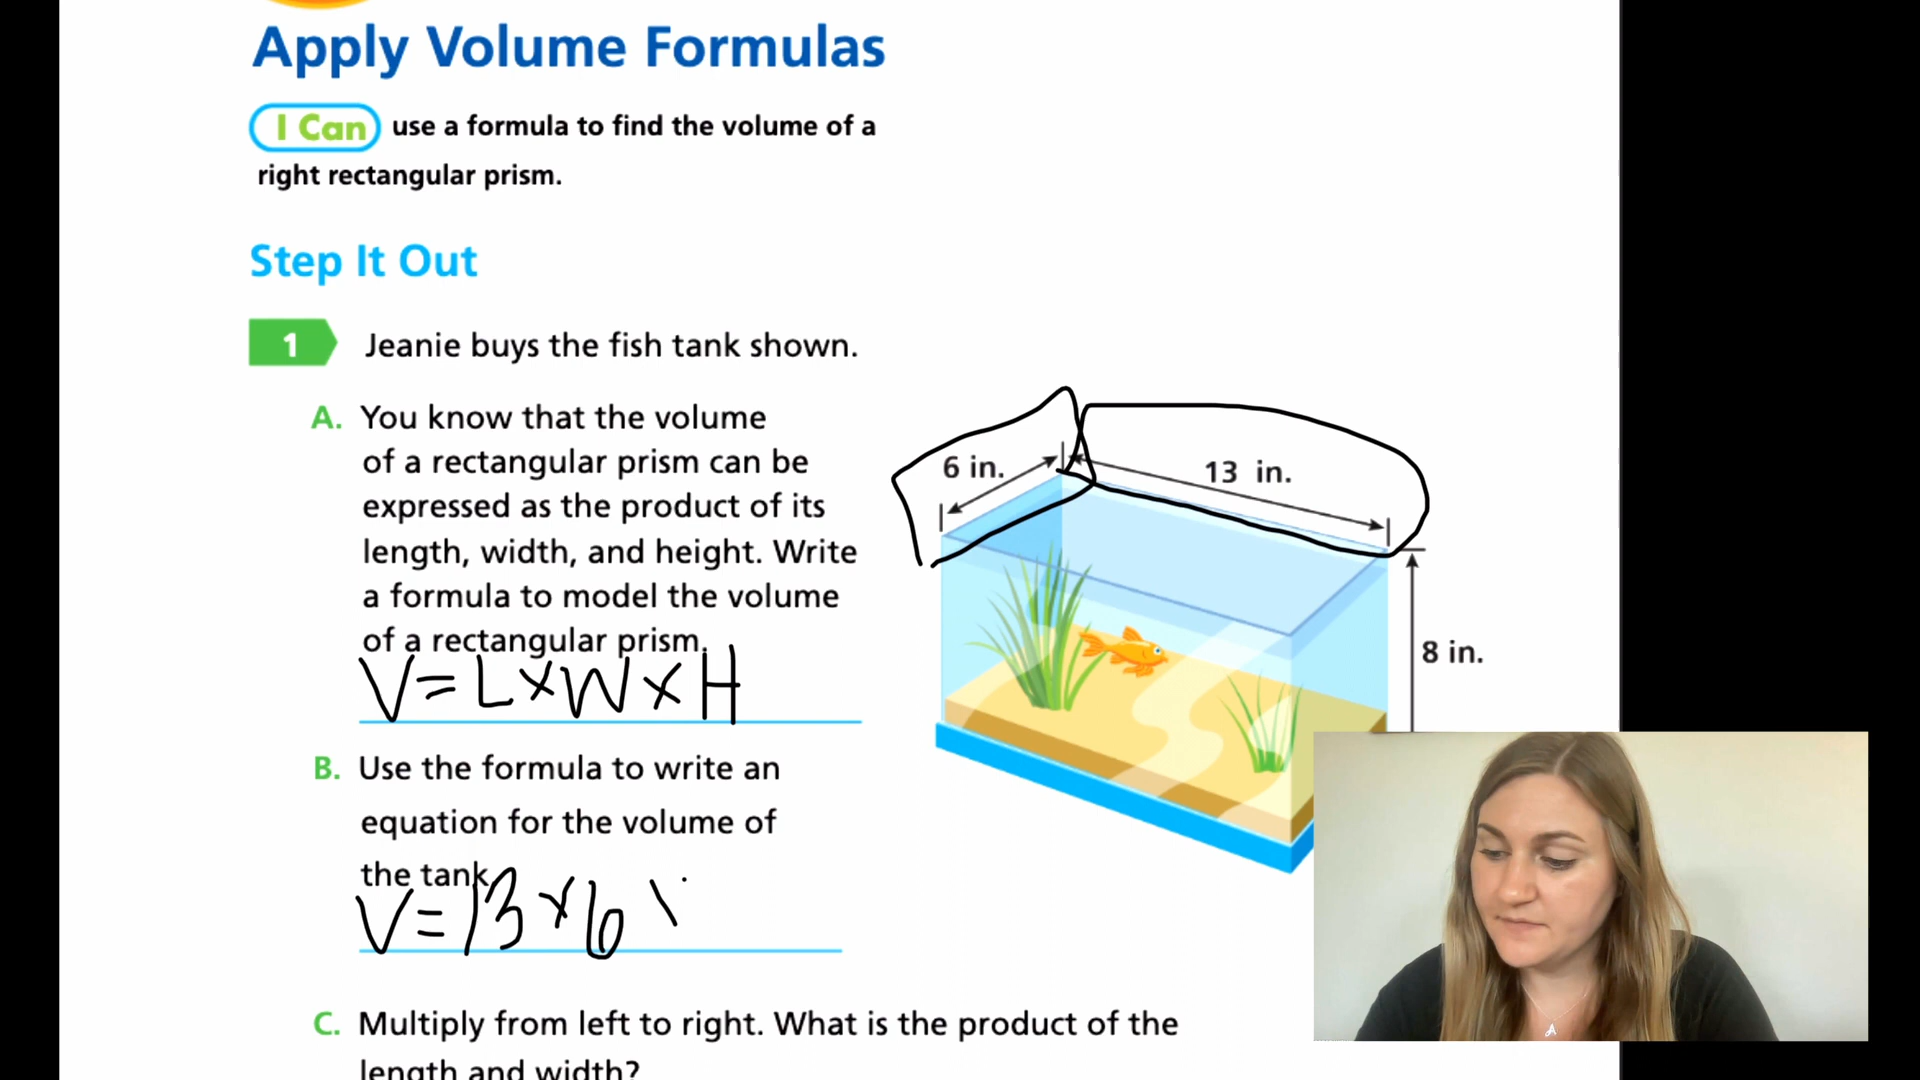 Apply Volume Formulas
I Can use a formula to find the volume of a
right rectangular prism.
Step It Out
1 Jeanie buys the fish tank shown.
A. You know that the volume
of a rectangular prism can be
expressed as the product of its
length, width, and height. Write
a formula to model the volume
of a rectangular prism.
V = L x W x H
6 in.
13 in.
8 in.
B. Use the formula to write an
equation for the volume of
the tank.
V = 13 x 6 \
C. Multiply from left to right. What is the product of the
length and width?
A